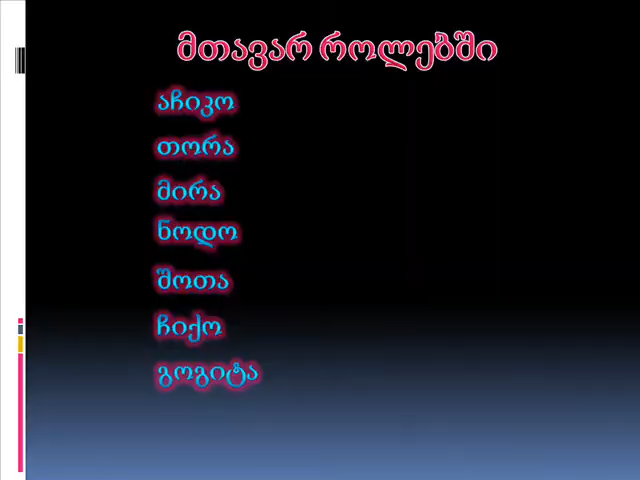 მთავარ როლებში
აჩიკო
თორა
მირა
ნოდო
შოთა
ჩიქო
გოგიტა